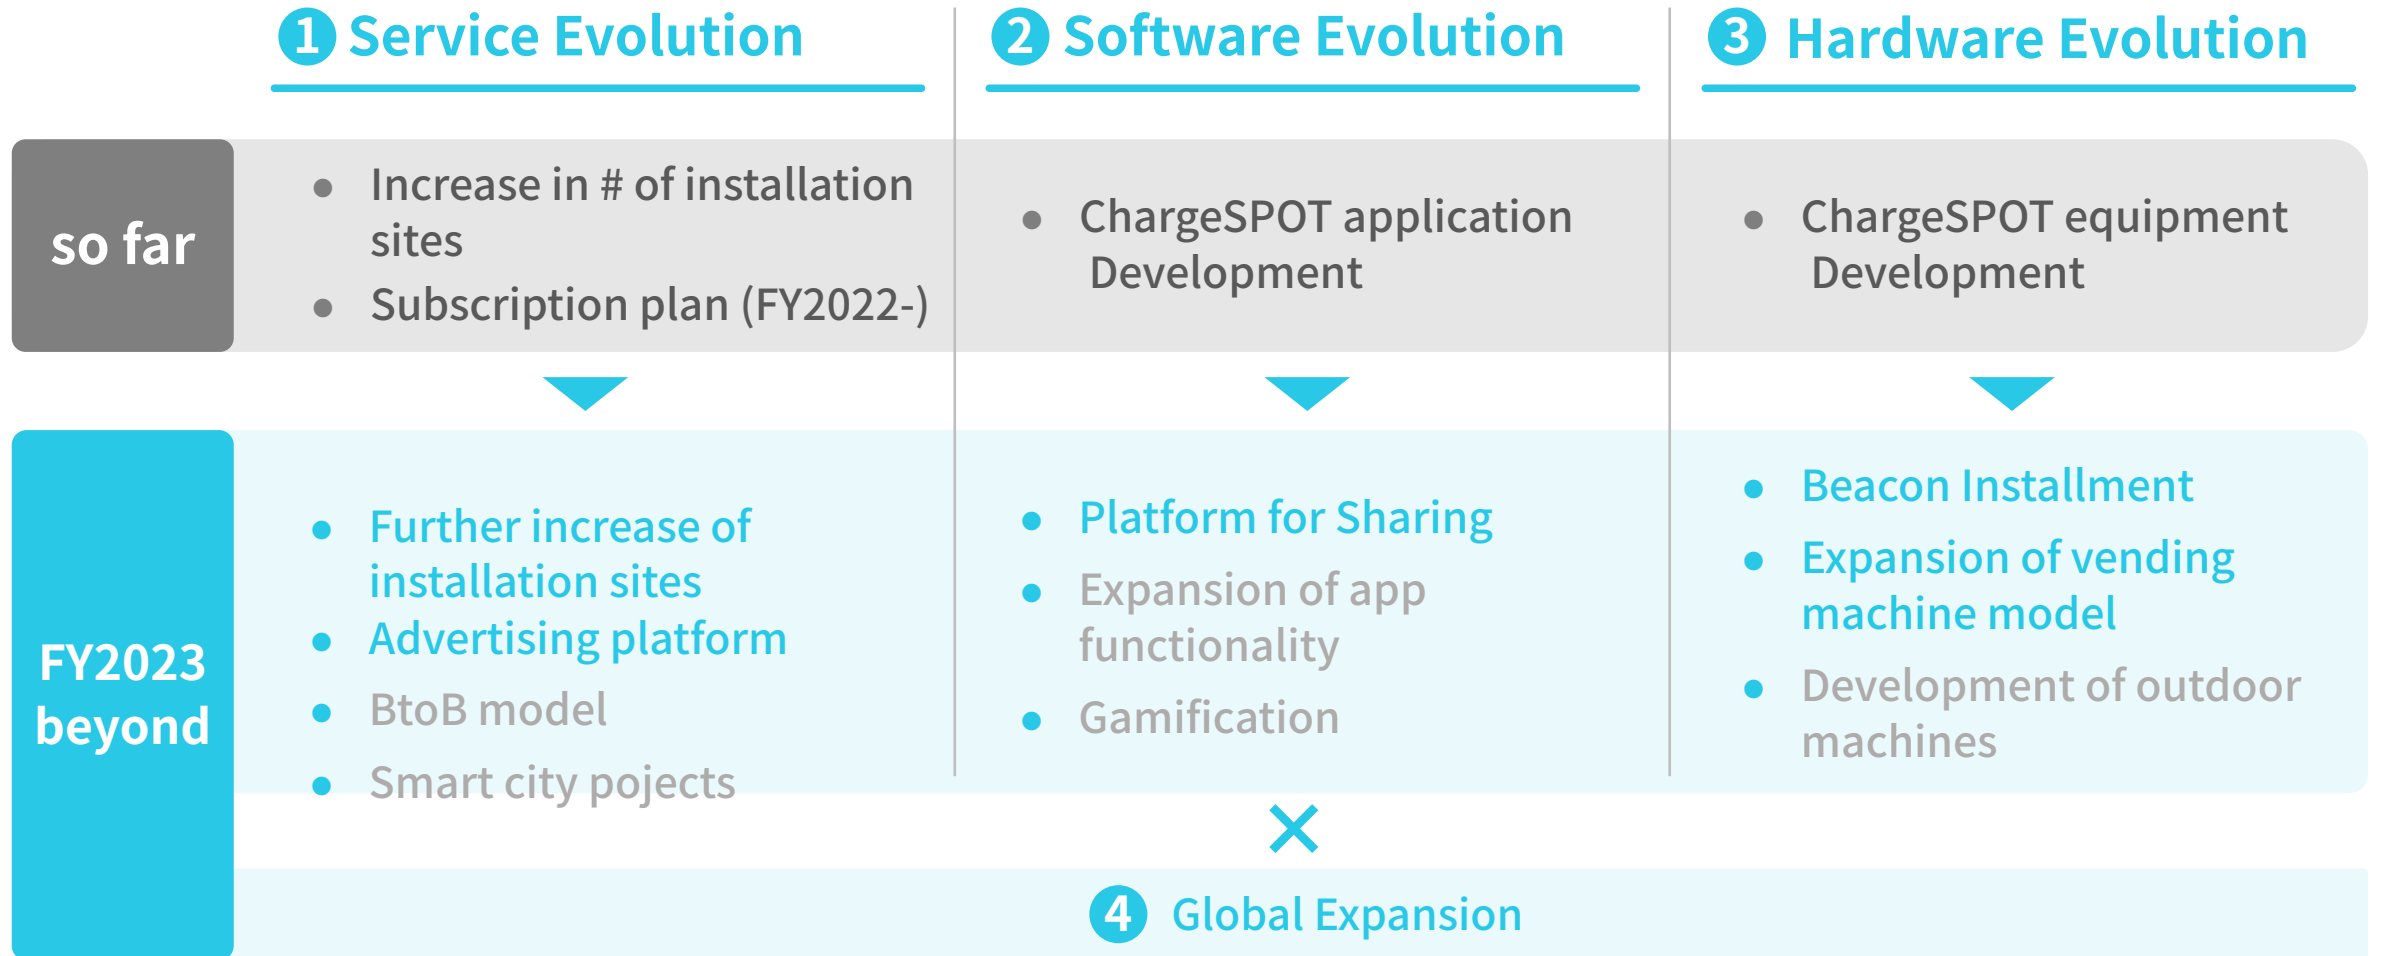 1 Service Evolution
2 Software Evolution
3 Hardware Evolution
so far
● Increase in # of installation
sites
● Subscription plan (FY2022-)
● ChargeSPOT application
Development
● ChargeSPOT equipment
Development
FY2023
beyond
● Further increase of
installation sites
● Advertising platform
● BtoB model
● Smart city pojects
● Platform for Sharing
● Expansion of app
functionality
● Gamification
● Beacon Installment
● Expansion of vending
machine model
● Development of outdoor
machines
×
4 Global Expansion